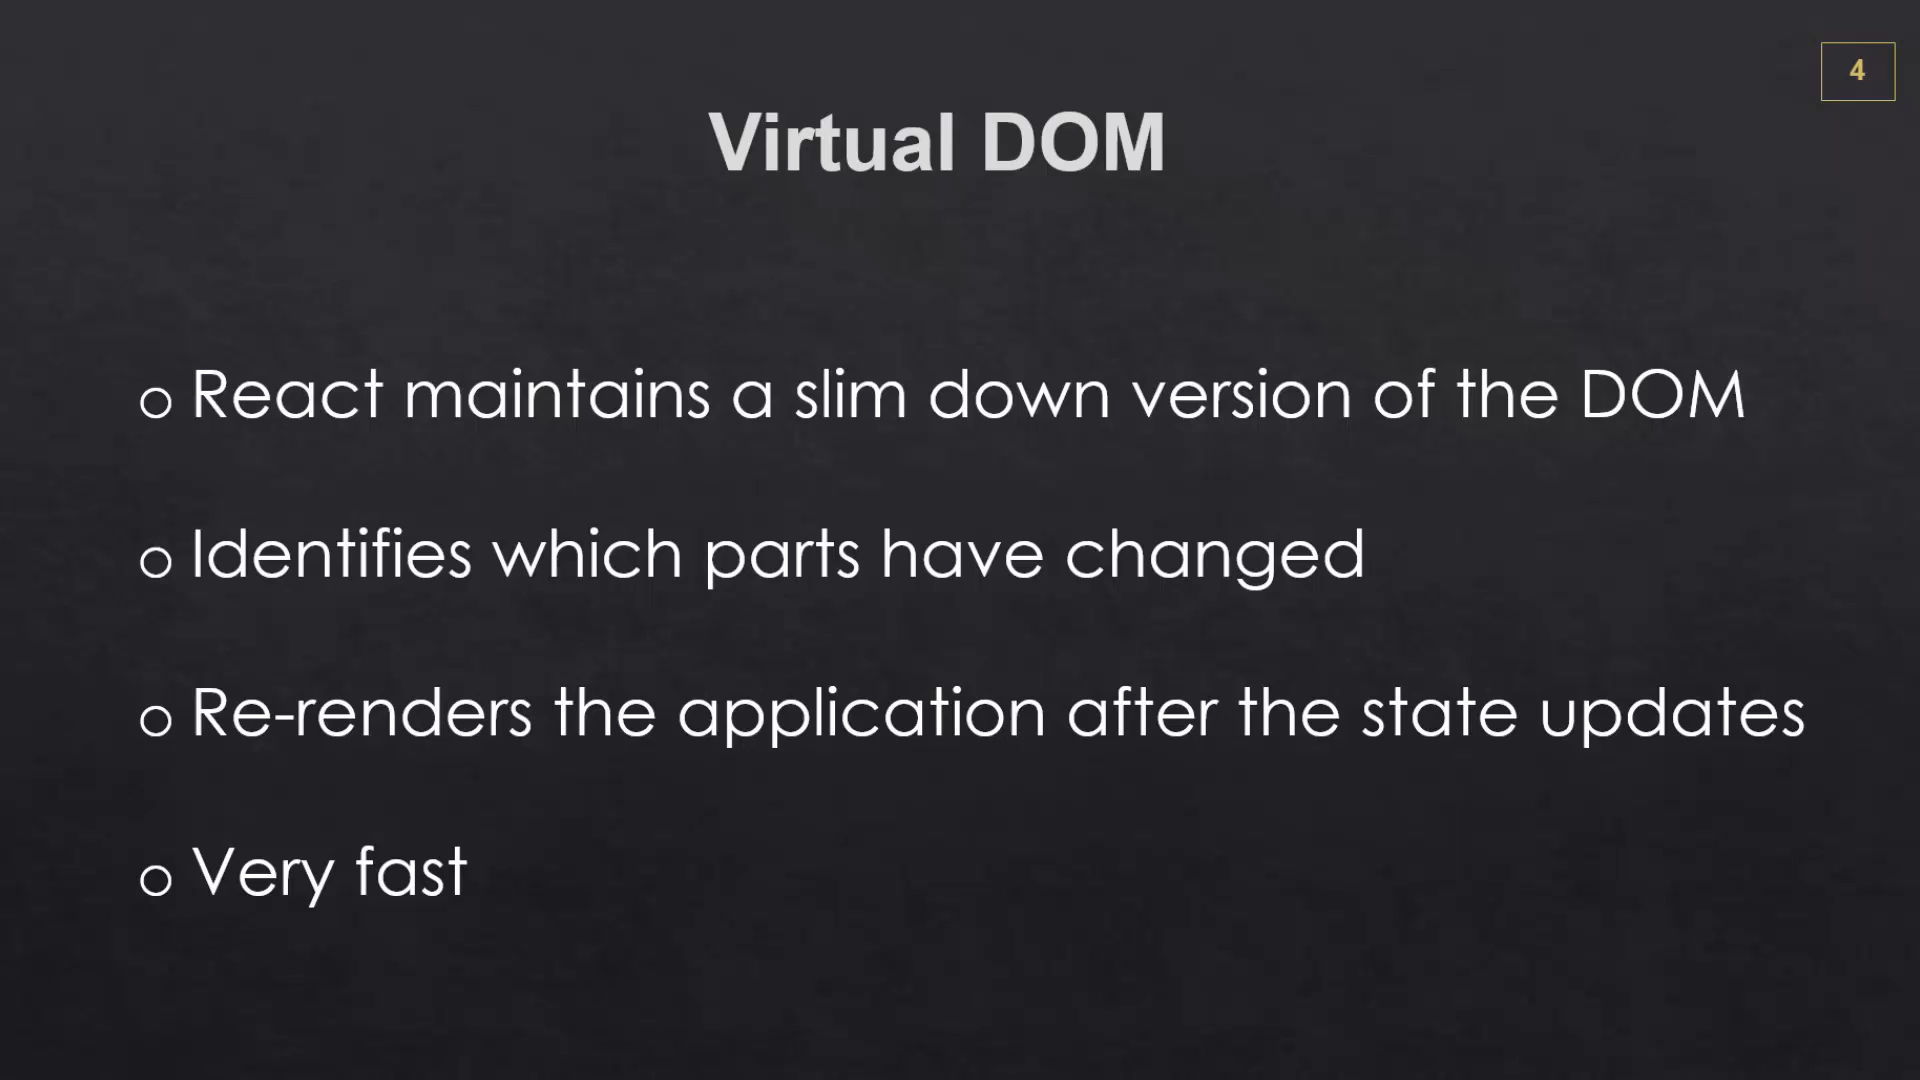 4
Virtual DOM
o React maintains a slim down version of the DOM
o Identifies which parts have changed
o Re-renders the application after the state updates
o Very fast